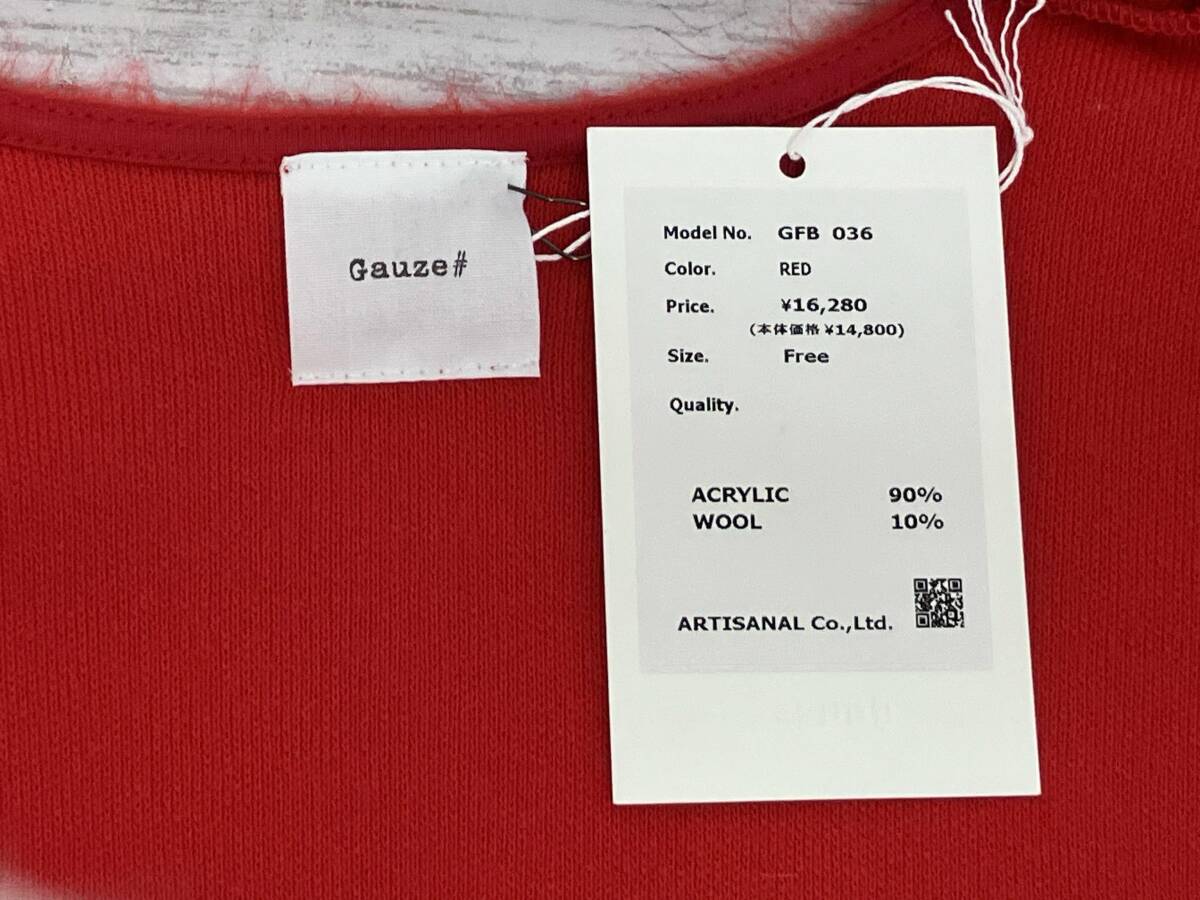 Gauze#
Model No. GFB 036
Color. RED
Price. ¥16,280
(本体価格 ¥14,800)
Size. Free
Quality.
ACRYLIC 90%
WOOL 10%
ARTISANAL Co.,Ltd.